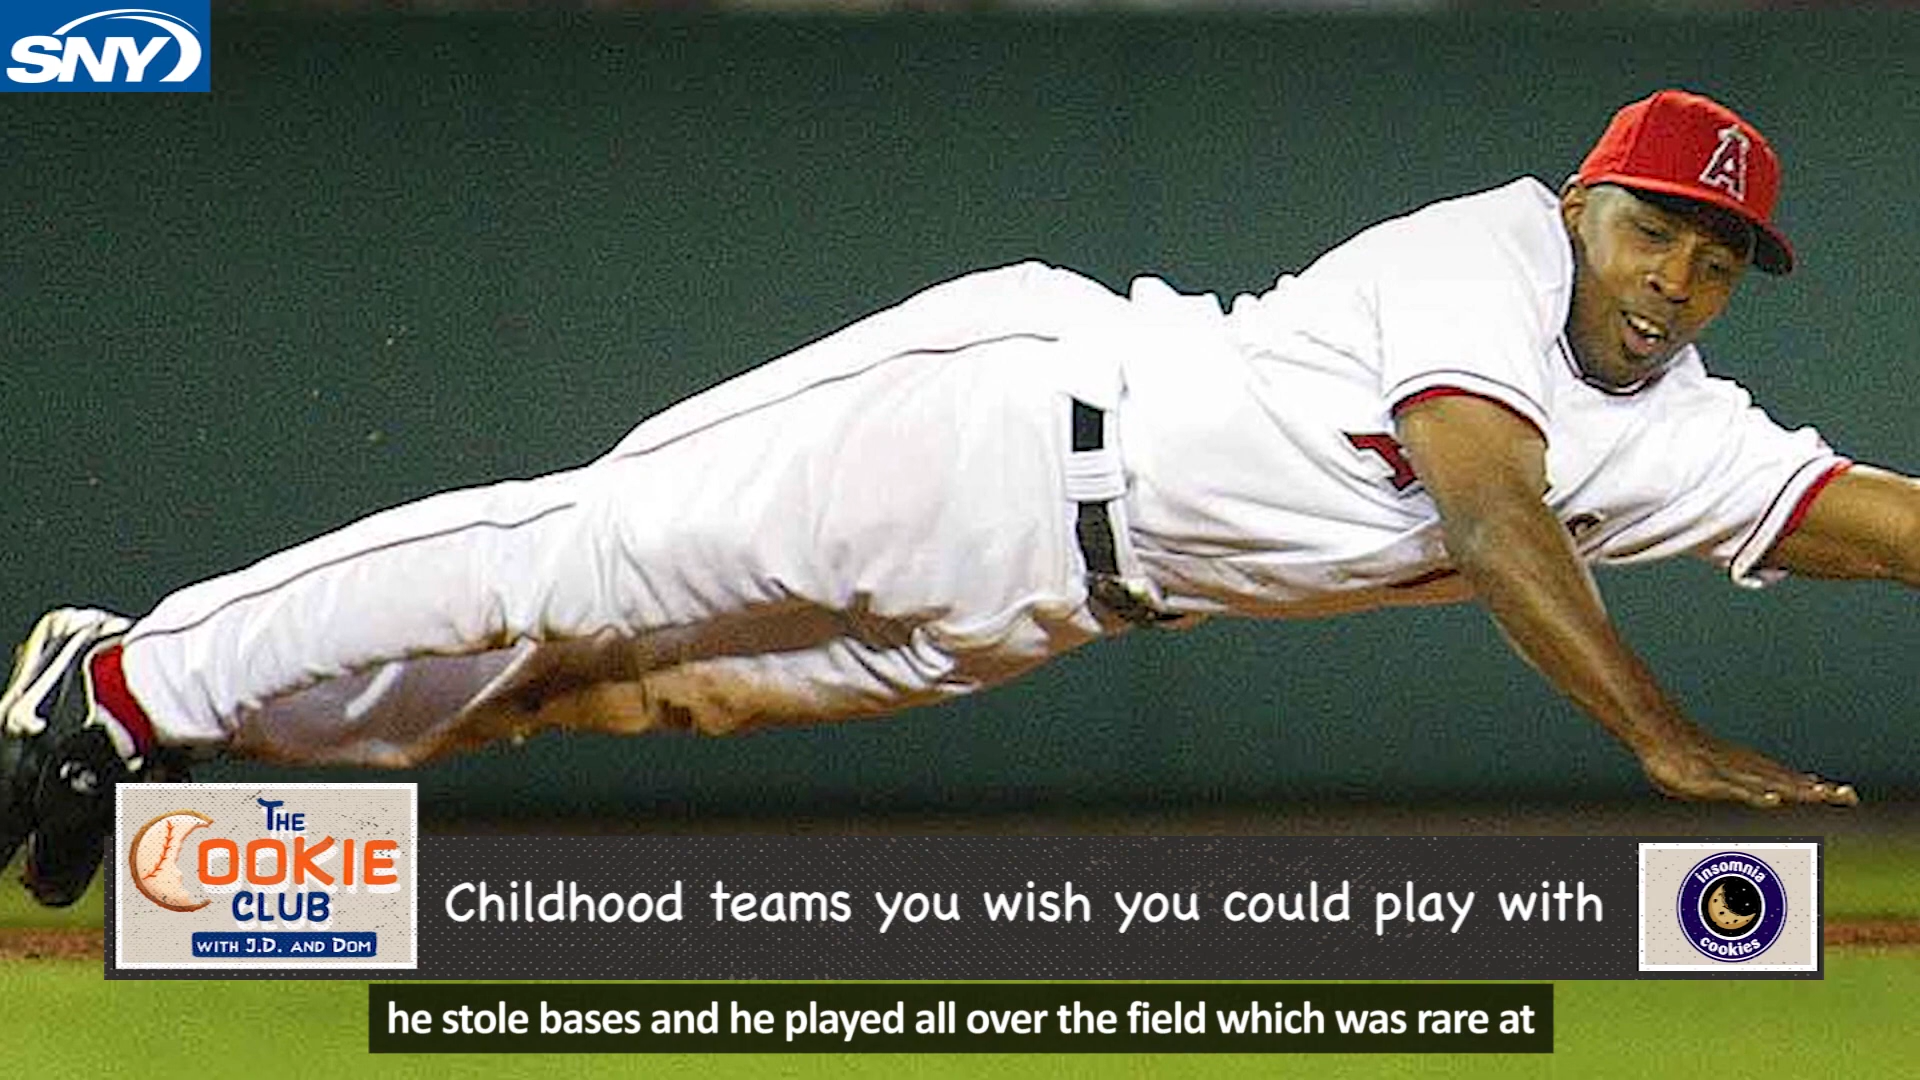 SNY
A
THE
COOKIE
CLUB
WITH J.D. AND DOM
Childhood teams you wish you could play with
insomnia
cookies
he stole bases and he played all over the field which was rare at